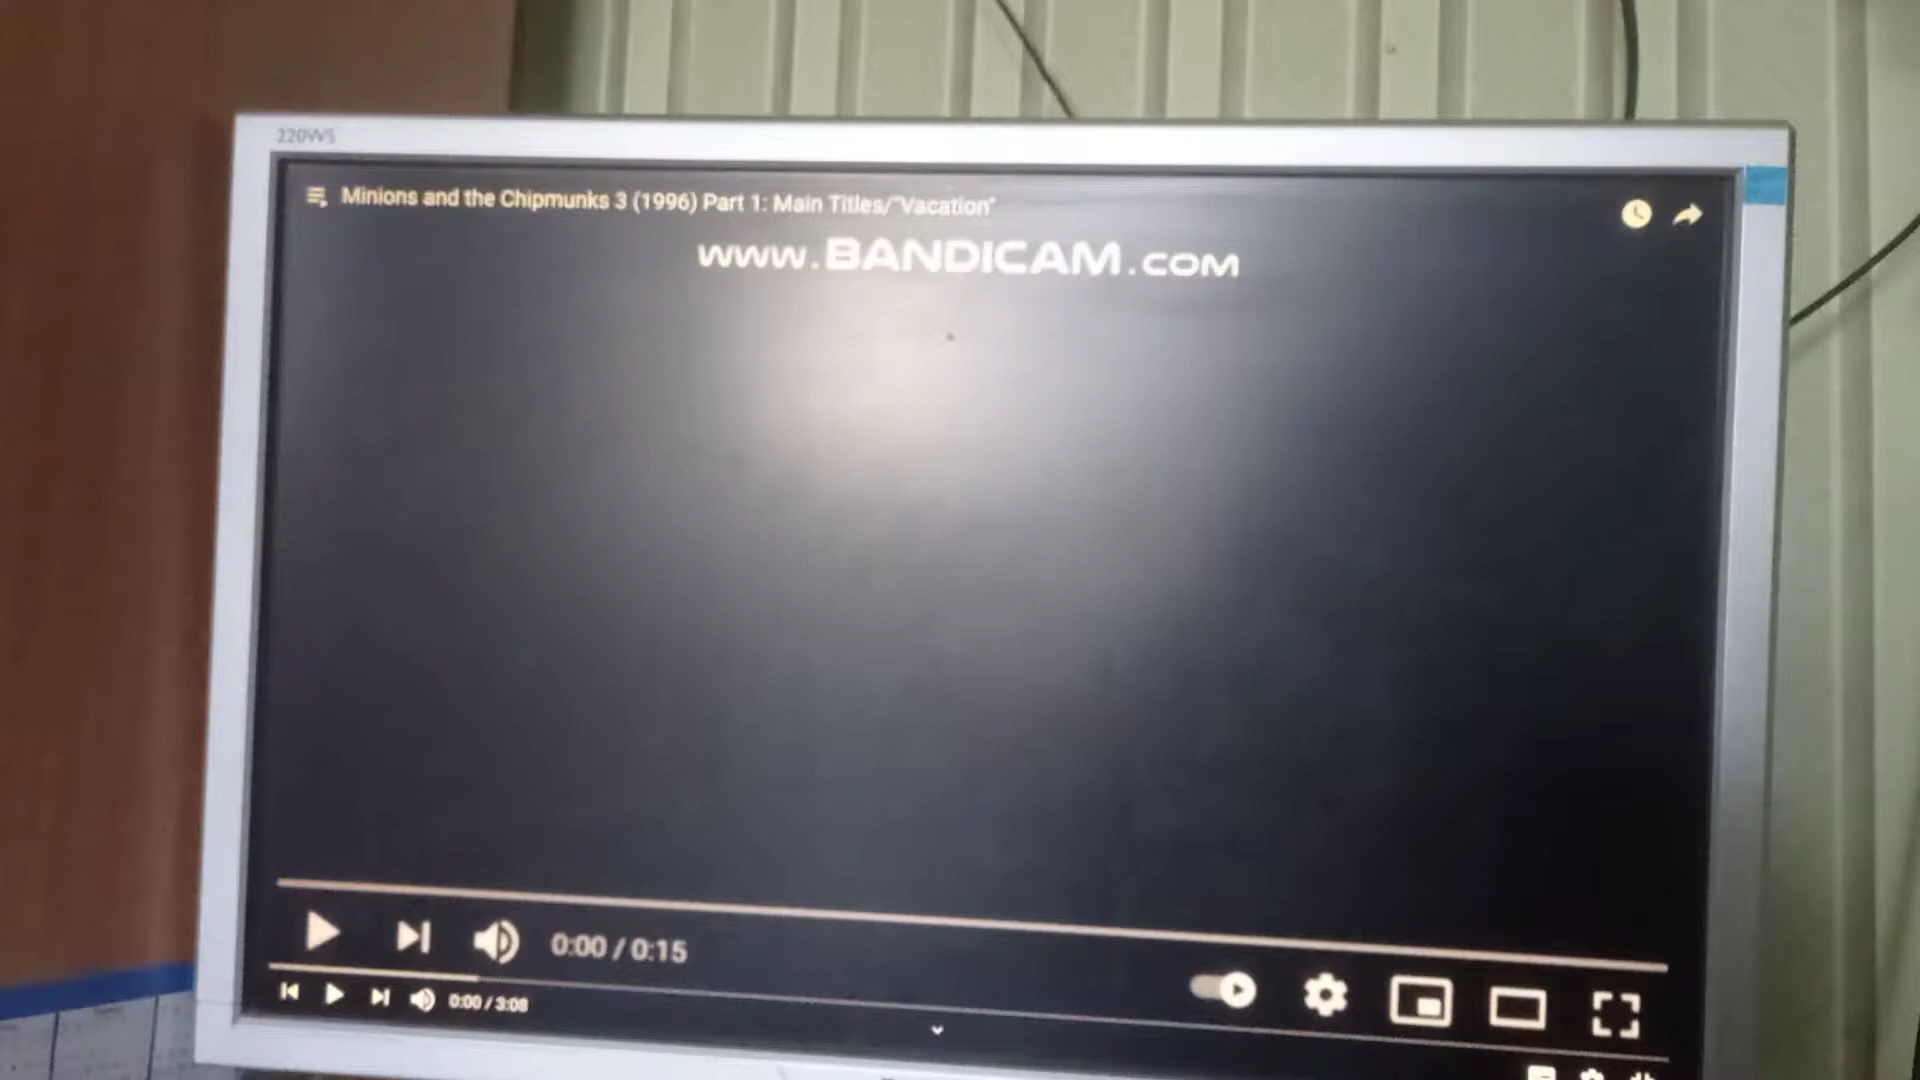 220VW5
Minions and the Chipmunks 3 (1996) Part 1: Main Titles/"Vacation"
www.BANDICAM.COM
0:00 / 0:15
0:00 / 3:08